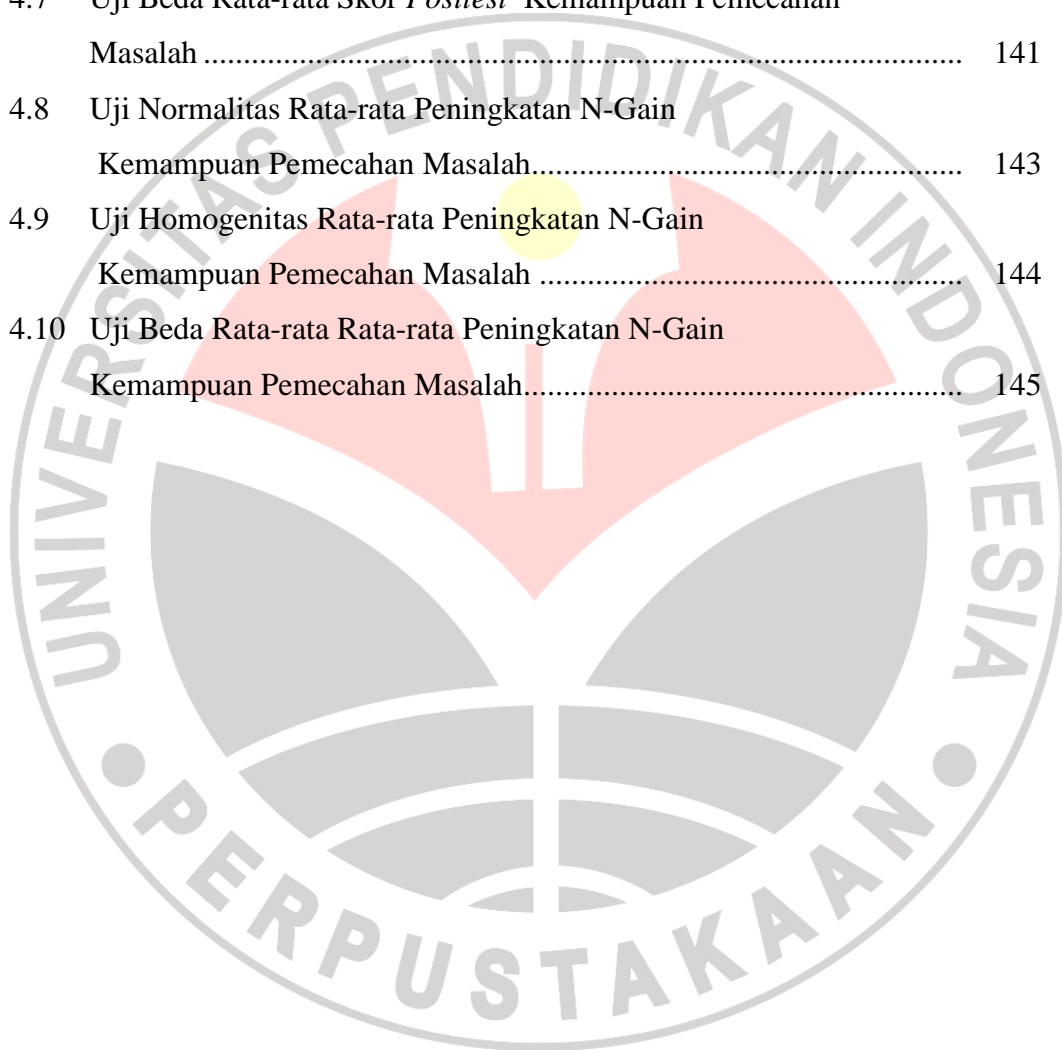 4.7 Uji Beda Rata-rata Skor Posttest Kemampuan Pemecahan
Masalah ............................................................................................... 141
4.8 Uji Normalitas Rata-rata Peningkatan N-Gain
Kemampuan Pemecahan Masalah...................................................... 143
4.9 Uji Homogenitas Rata-rata Peningkatan N-Gain
Kemampuan Pemecahan Masalah ..................................................... 144
4.10 Uji Beda Rata-rata Rata-rata Peningkatan N-Gain
Kemampuan Pemecahan Masalah....................................................... 145
UNIVERSITAS PENDIDIKAN INDONESIA
PERPUSTAKAAN